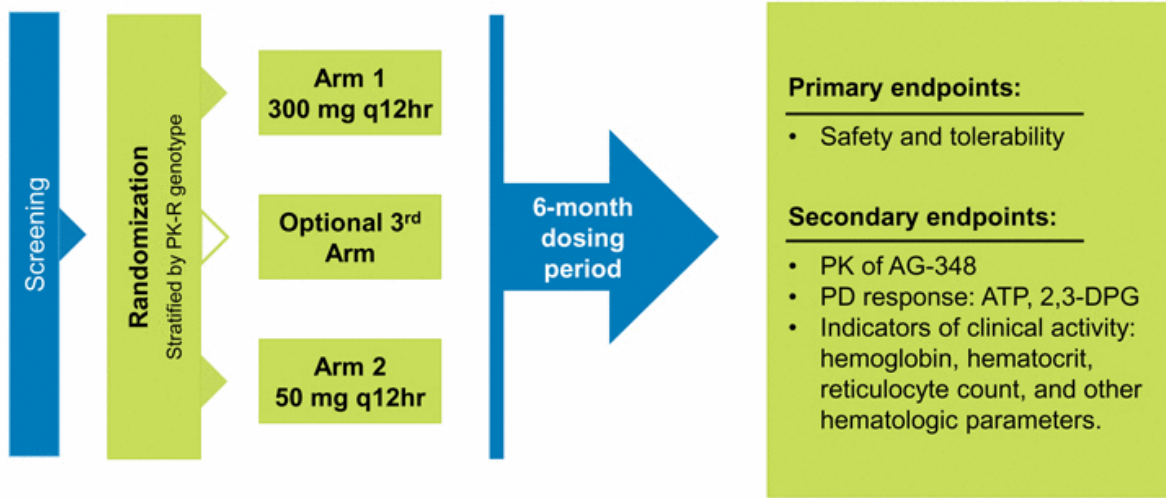 Screening
Randomization
Stratified by PK-R genotype
Arm 1
300 mg q12hr
Optional 3rd
Arm
Arm 2
50 mg q12hr
6-month
dosing
period
Primary endpoints:
• Safety and tolerability
Secondary endpoints:
• PK of AG-348
• PD response: ATP, 2,3-DPG
• Indicators of clinical activity:
hemoglobin, hematocrit,
reticulocyte count, and other
hematologic parameters.